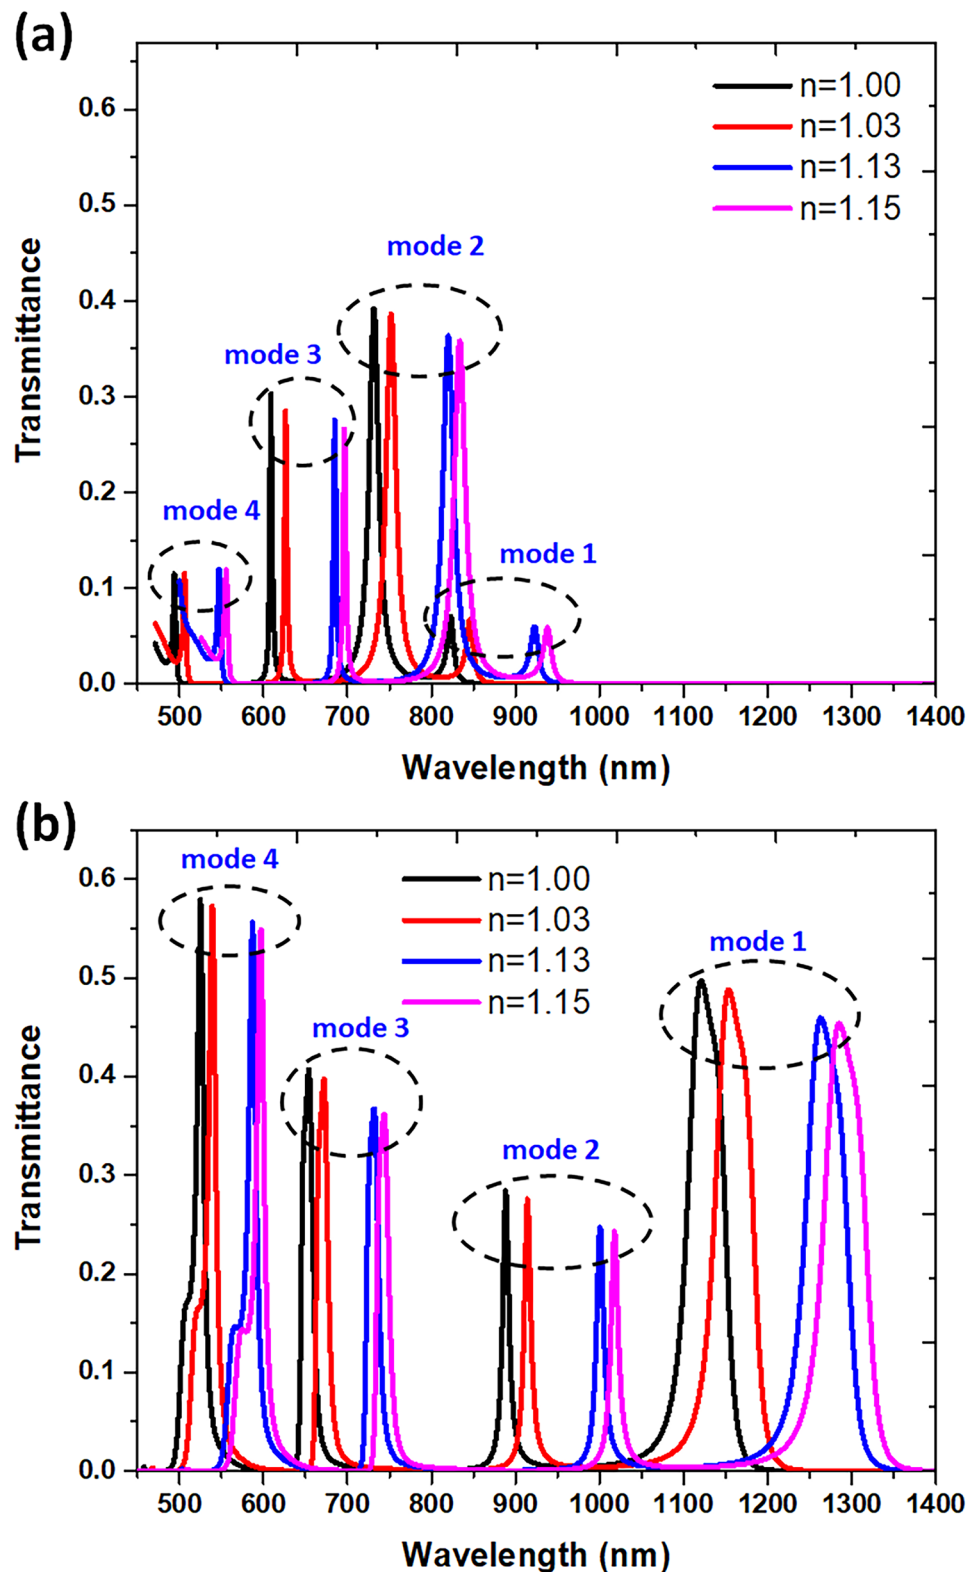 (a)
n=1.00
n=1.03
n=1.13
n=1.15
mode 2
mode 3
mode 4
mode 1
Transmittance
0.6
0.5
0.4
0.3
0.2
0.1
0.0
500 600 700 800 900 1000 1100 1200 1300 1400
Wavelength (nm)
(b)
mode 4
n=1.00
n=1.03
n=1.13
n=1.15
mode 1
mode 3
mode 2
Transmittance
0.6
0.5
0.4
0.3
0.2
0.1
0.0
500 600 700 800 900 1000 1100 1200 1300 1400
Wavelength (nm)